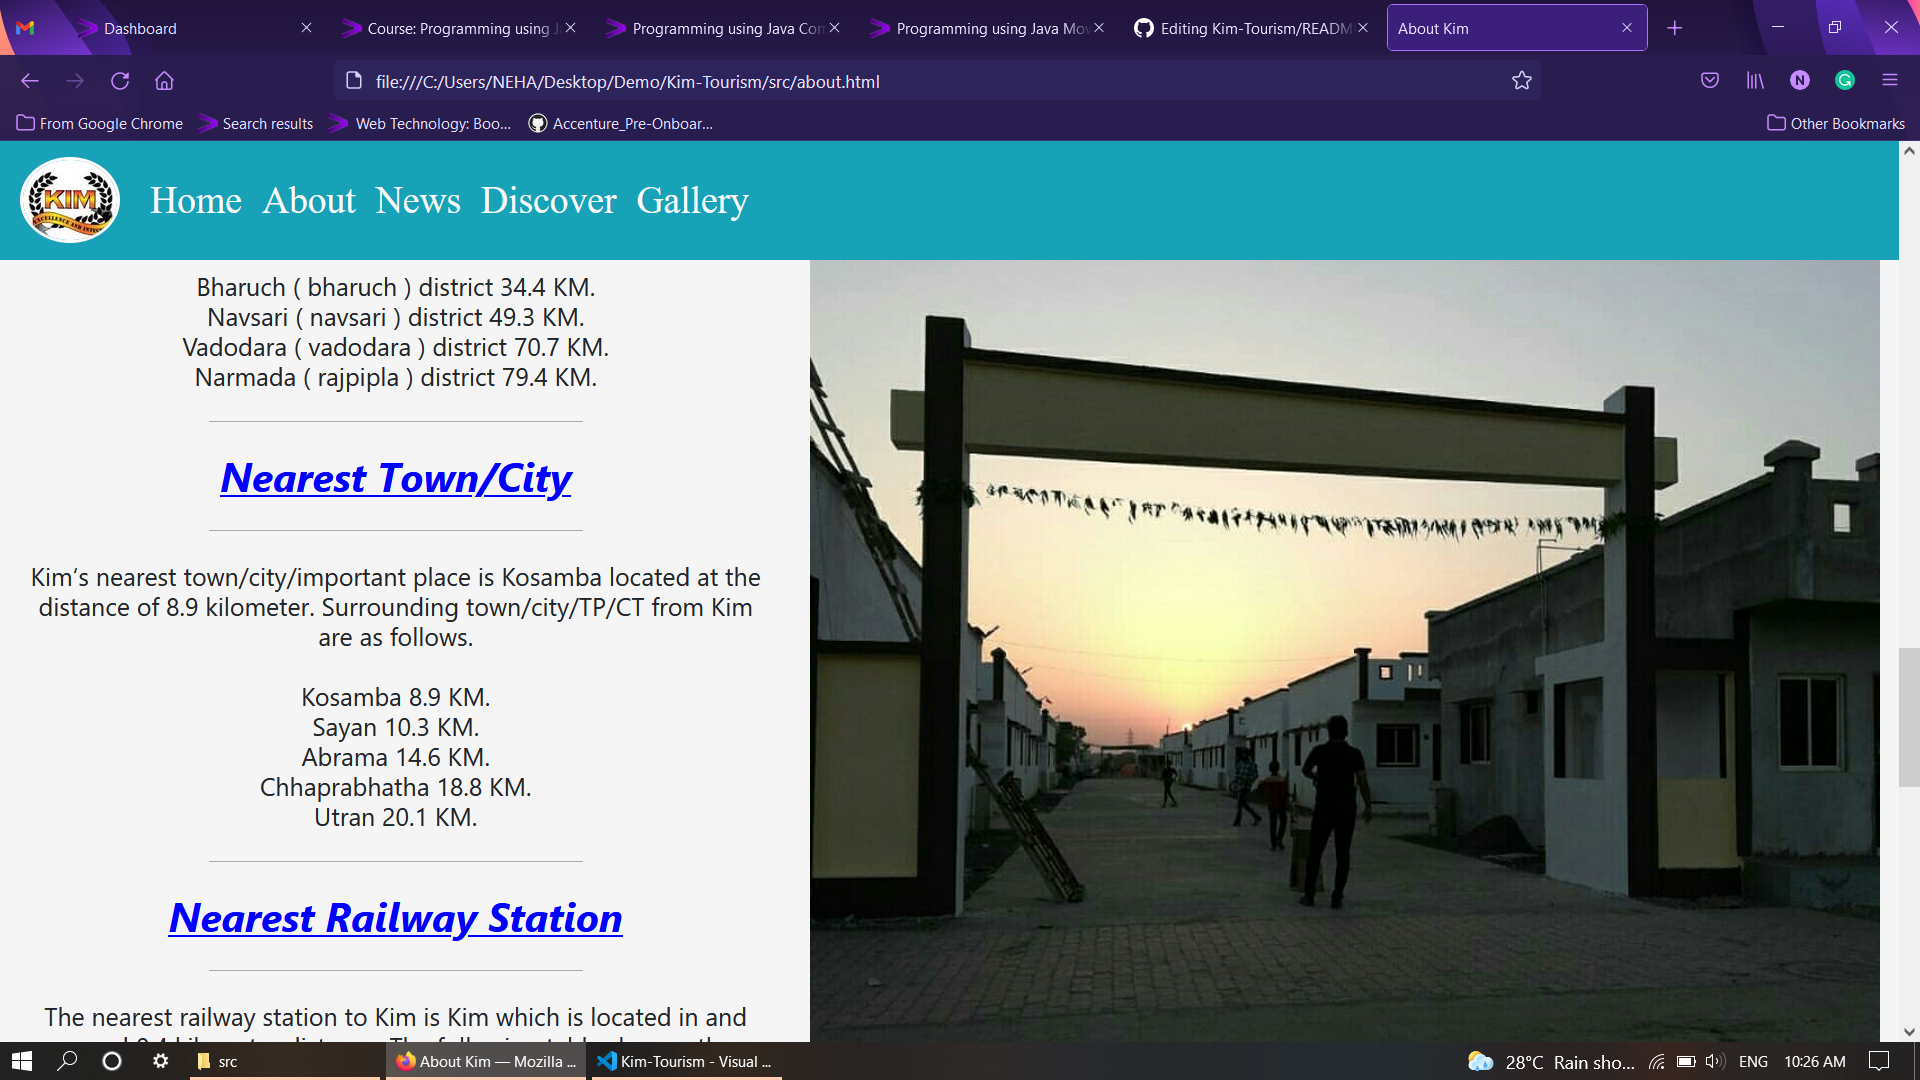 Dashboard
Course: Programming using J
Programming using Java Con
Programming using Java Mov
Editing Kim-Tourism/READM
About Kim
file:///C:/Users/NEHA/Desktop/Demo/Kim-Tourism/src/about.html
N
G
From Google Chrome
Search results
Web Technology: Boo...
Accenture_Pre-Onboar...
Other Bookmarks
KIM
EXCELLENCE AND INTEG
Home About News Discover Gallery
Bharuch ( bharuch ) district 34.4 KM.
Navsari ( navsari ) district 49.3 KM.
Vadodara ( vadodara ) district 70.7 KM.
Narmada ( rajpipla ) district 79.4 KM.
Nearest Town/City
Kim‘s nearest town/city/important place is Kosamba located at the
distance of 8.9 kilometer. Surrounding town/city/TP/CT from Kim
are as follows.
Kosamba 8.9 KM.
Sayan 10.3 KM.
Abrama 14.6 KM.
Chhaprabhatha 18.8 KM.
Utran 20.1 KM.
Nearest Railway Station
The nearest railway station to Kim is Kim which is located in and
src
About Kim — Mozilla ...
Kim-Tourism - Visual ...
28°C Rain sho...
ENG
10:26 AM